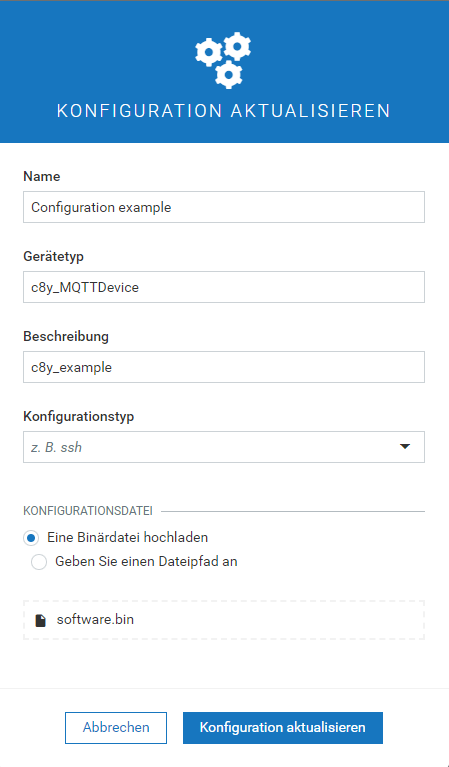 KONFIGURATION AKTUALISIEREN
Name
Configuration example
Gerätetyp
c8y_MQTTDevice
Beschreibung
c8y_example
Konfigurationstyp
z. B. ssh
KONFIGURATIONSDATEI
Eine Binärdatei hochladen
Geben Sie einen Dateipfad an
software.bin
Abbrechen
Konfiguration aktualisieren